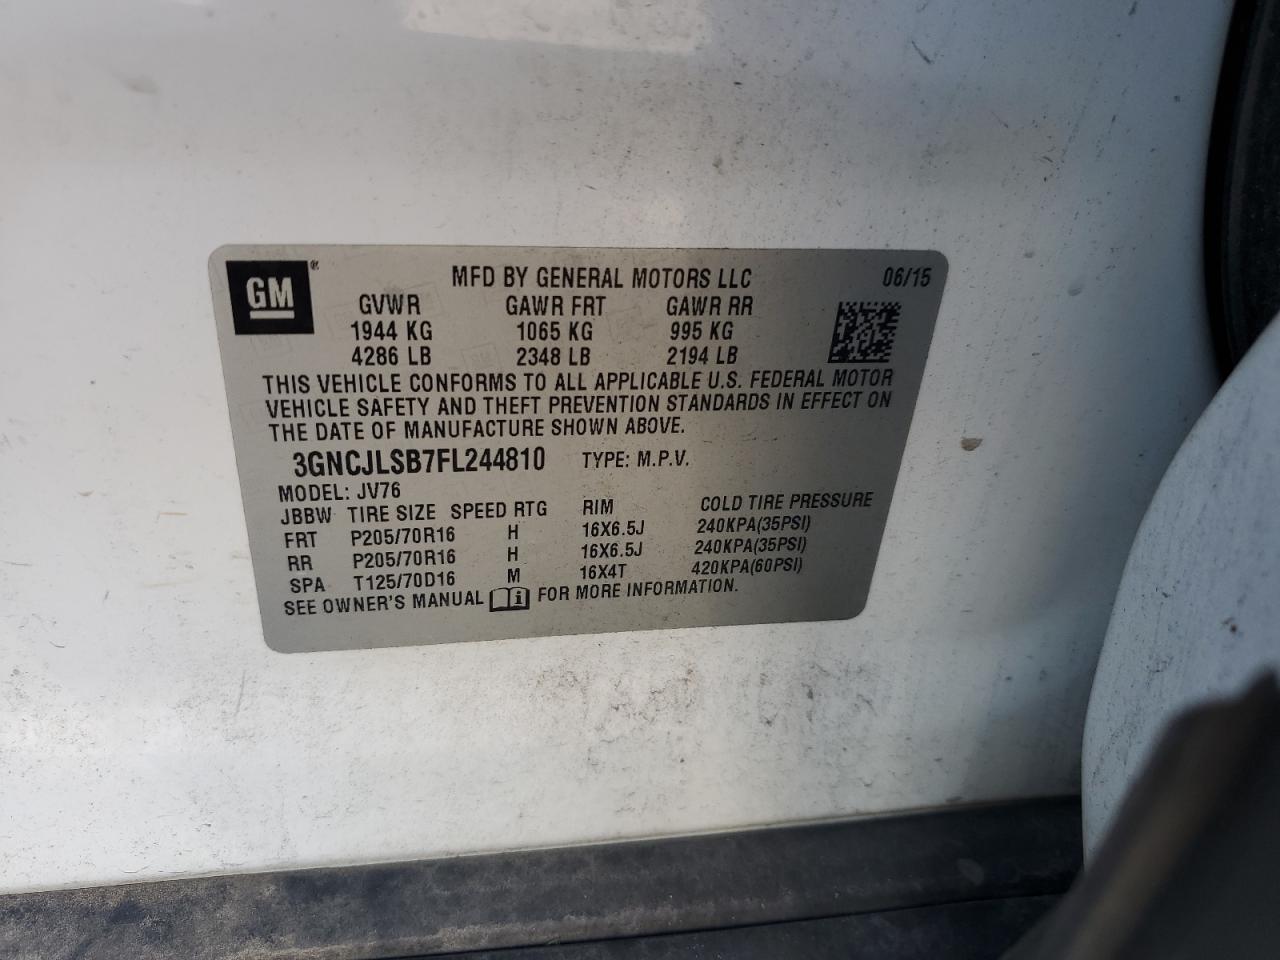 GM® MFD BY GENERAL MOTORS LLC 06/15
GVWR GAWR FRT GAWR RR
1944 KG 1065 KG 995 KG
4286 LB 2348 LB 2194 LB
THIS VEHICLE CONFORMS TO ALL APPLICABLE U.S. FEDERAL MOTOR
VEHICLE SAFETY AND THEFT PREVENTION STANDARDS IN EFFECT ON
THE DATE OF MANUFACTURE SHOWN ABOVE.
3GNCJLSB7FL244810 TYPE: M.P.V.
MODEL: JV76
JBBW TIRE SIZE SPEED RTG RIM COLD TIRE PRESSURE
FRT P205/70R16 H 16X6.5J 240KPA(35PSI)
RR P205/70R16 H 16X6.5J 240KPA(35PSI)
SPA T125/70D16 M 16X4T 420KPA(60PSI)
SEE OWNER'S MANUAL i FOR MORE INFORMATION.